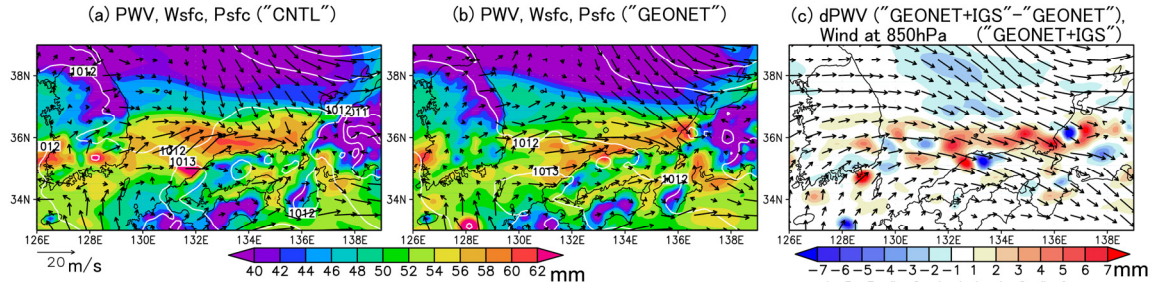 (a) PWV, Wsfc, Psfc ("CNTL")
(b) PWV, Wsfc, Psfc ("GEONET")
(c) dPWV ("GEONET+IGS"-"GEONET"),
Wind at 850hPa ("GEONET+IGS")
38N
36N
34N
1012
1012
011
012
1012
1013
1012
126E 128E 130E 132E 134E 136E 138E
38N
36N
34N
1012
1013
1012
126E 128E 130E 132E 134E 136E 138E
38N
36N
34N
126E 128E 130E 132E 134E 136E 138E
20 m/s
40 42 44 46 48 50 52 54 56 58 60 62 mm
-7 -6 -5 -4 -3 -2 -1 1 2 3 4 5 6 7 mm